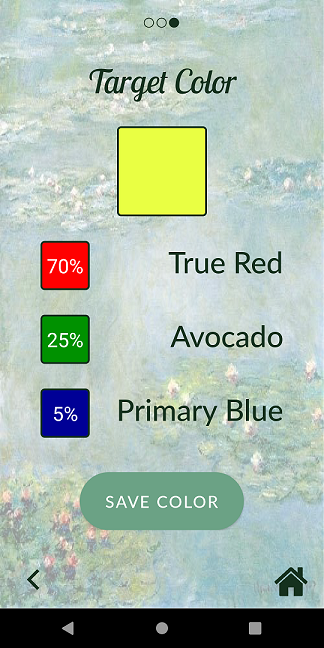 Target Color
70%
True Red
25%
Avocado
5%
Primary Blue
SAVE COLOR